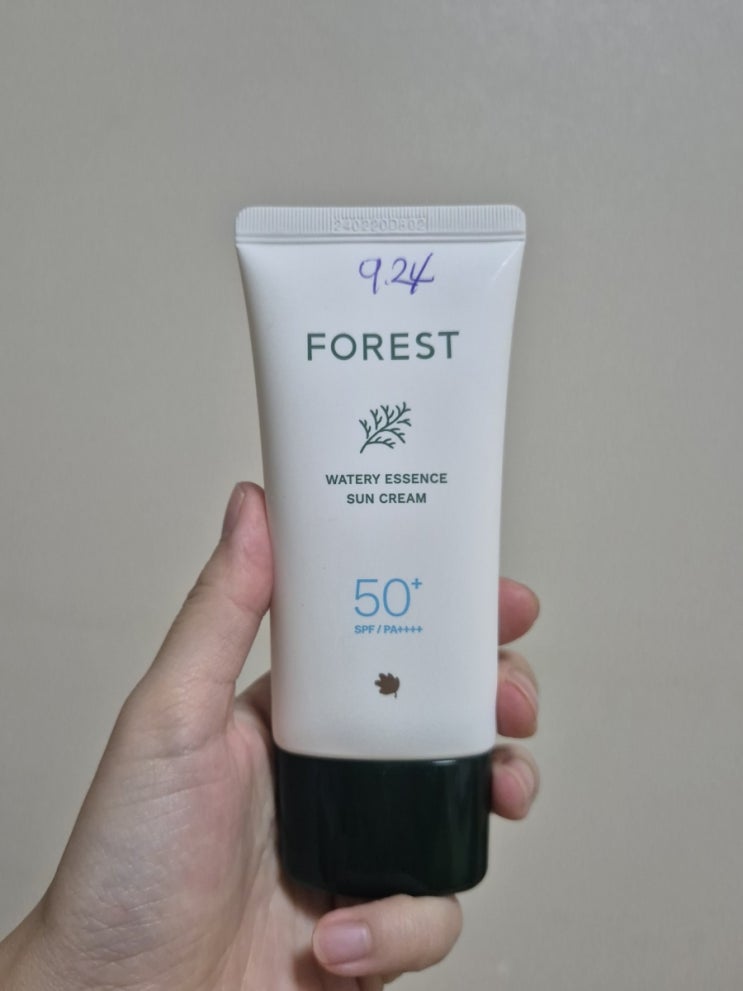 9.24
FOREST
WATERY ESSENCE
SUN CREAM
50+
SPF / PA++++